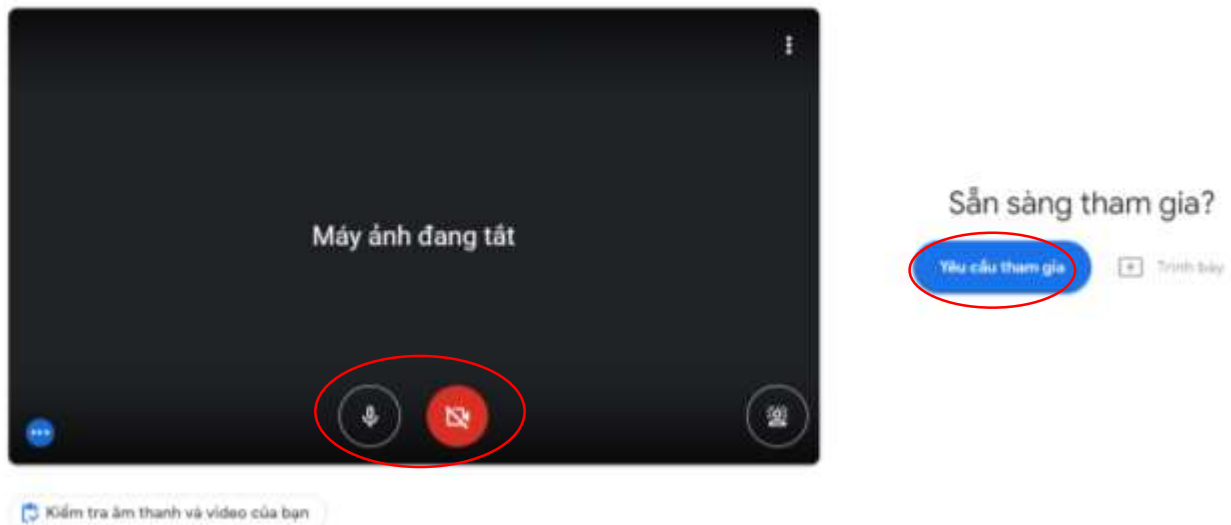 Máy ảnh đang tắt
Sẵn sàng tham gia?
Yêu cầu tham gia
Trình bày
Kiểm tra âm thanh và video của bạn